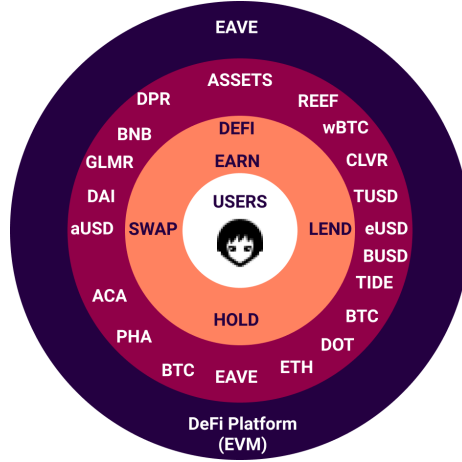 EAVE
ASSETS
DPR
REEF
BNB
DEFI
wBTC
GLMR
EARN
CLVR
DAI
USERS
TUSD
aUSD
SWAP
LEND
eUSD
BUSD
TIDE
ACA
HOLD
BTC
PHA
DOT
BTC
EAVE
ETH
DeFi Platform
(EVM)